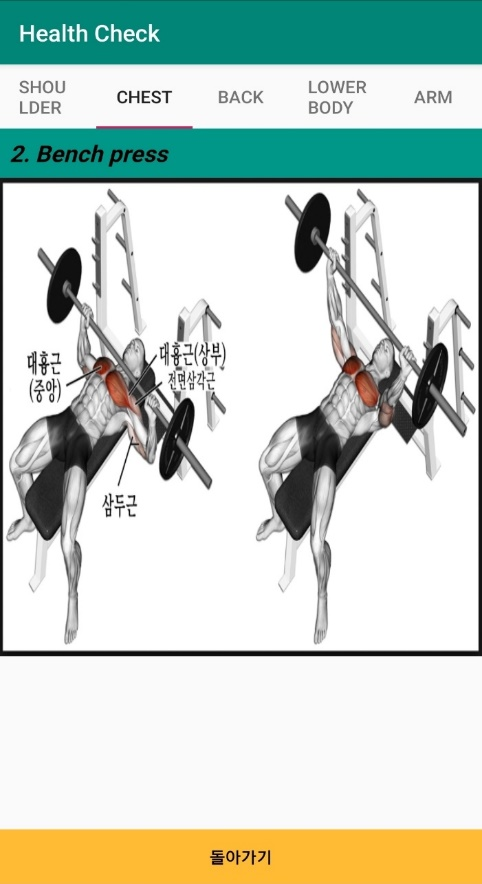 Health Check
SHOU
LDER
CHEST
BACK
LOWER
BODY
ARM
2. Bench press
대흉근
(중앙)
대흉근(상부)
전면삼각근
삼두근
돌아가기